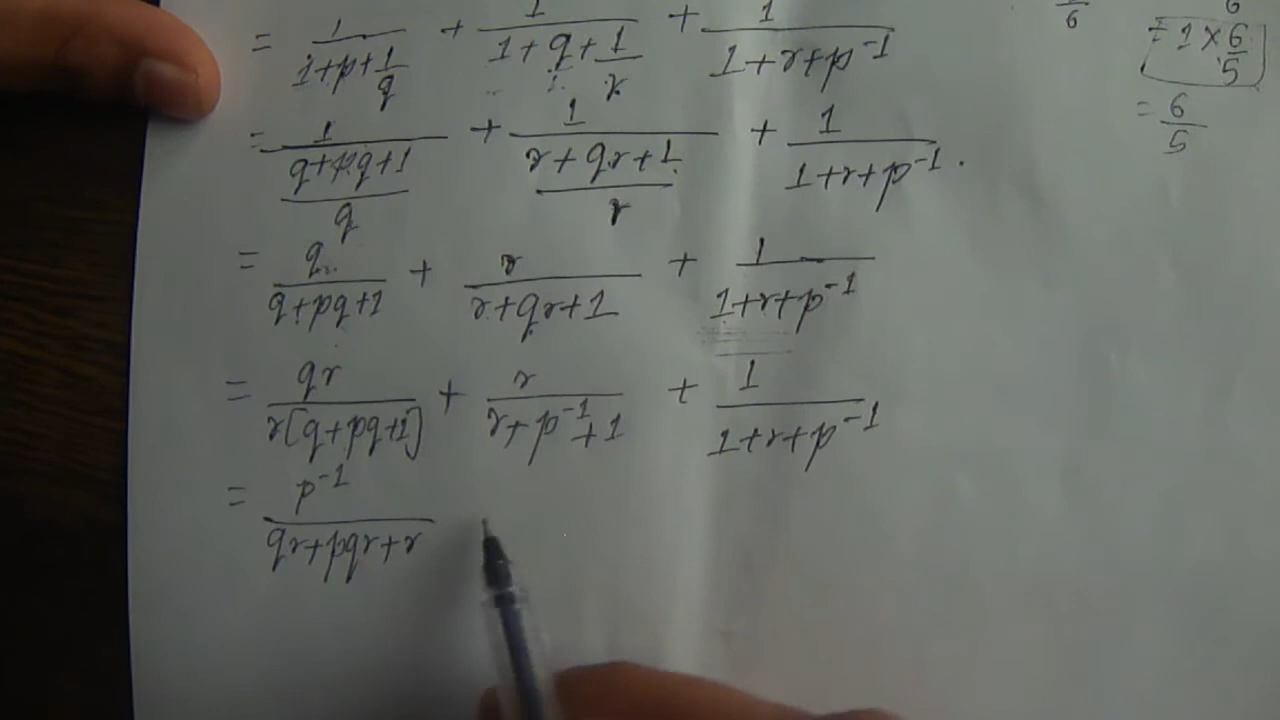 = 1/(1+p+1/q) + 1/(1+q+1/r) + 1/(1+r+p⁻¹)
= 1/((q+pq+1)/q) + 1/((r+qr+1)/r) + 1/(1+r+p⁻¹).
= q/(q+pq+1) + r/(r+qr+1) + 1/(1+r+p⁻¹)
= qr/(r[q+pq+1]) + r/(r+p⁻¹+1) + 1/(1+r+p⁻¹)
= p⁻¹/(qr+pqr+r)
6
6
= 1 × 6/5
= 6/5